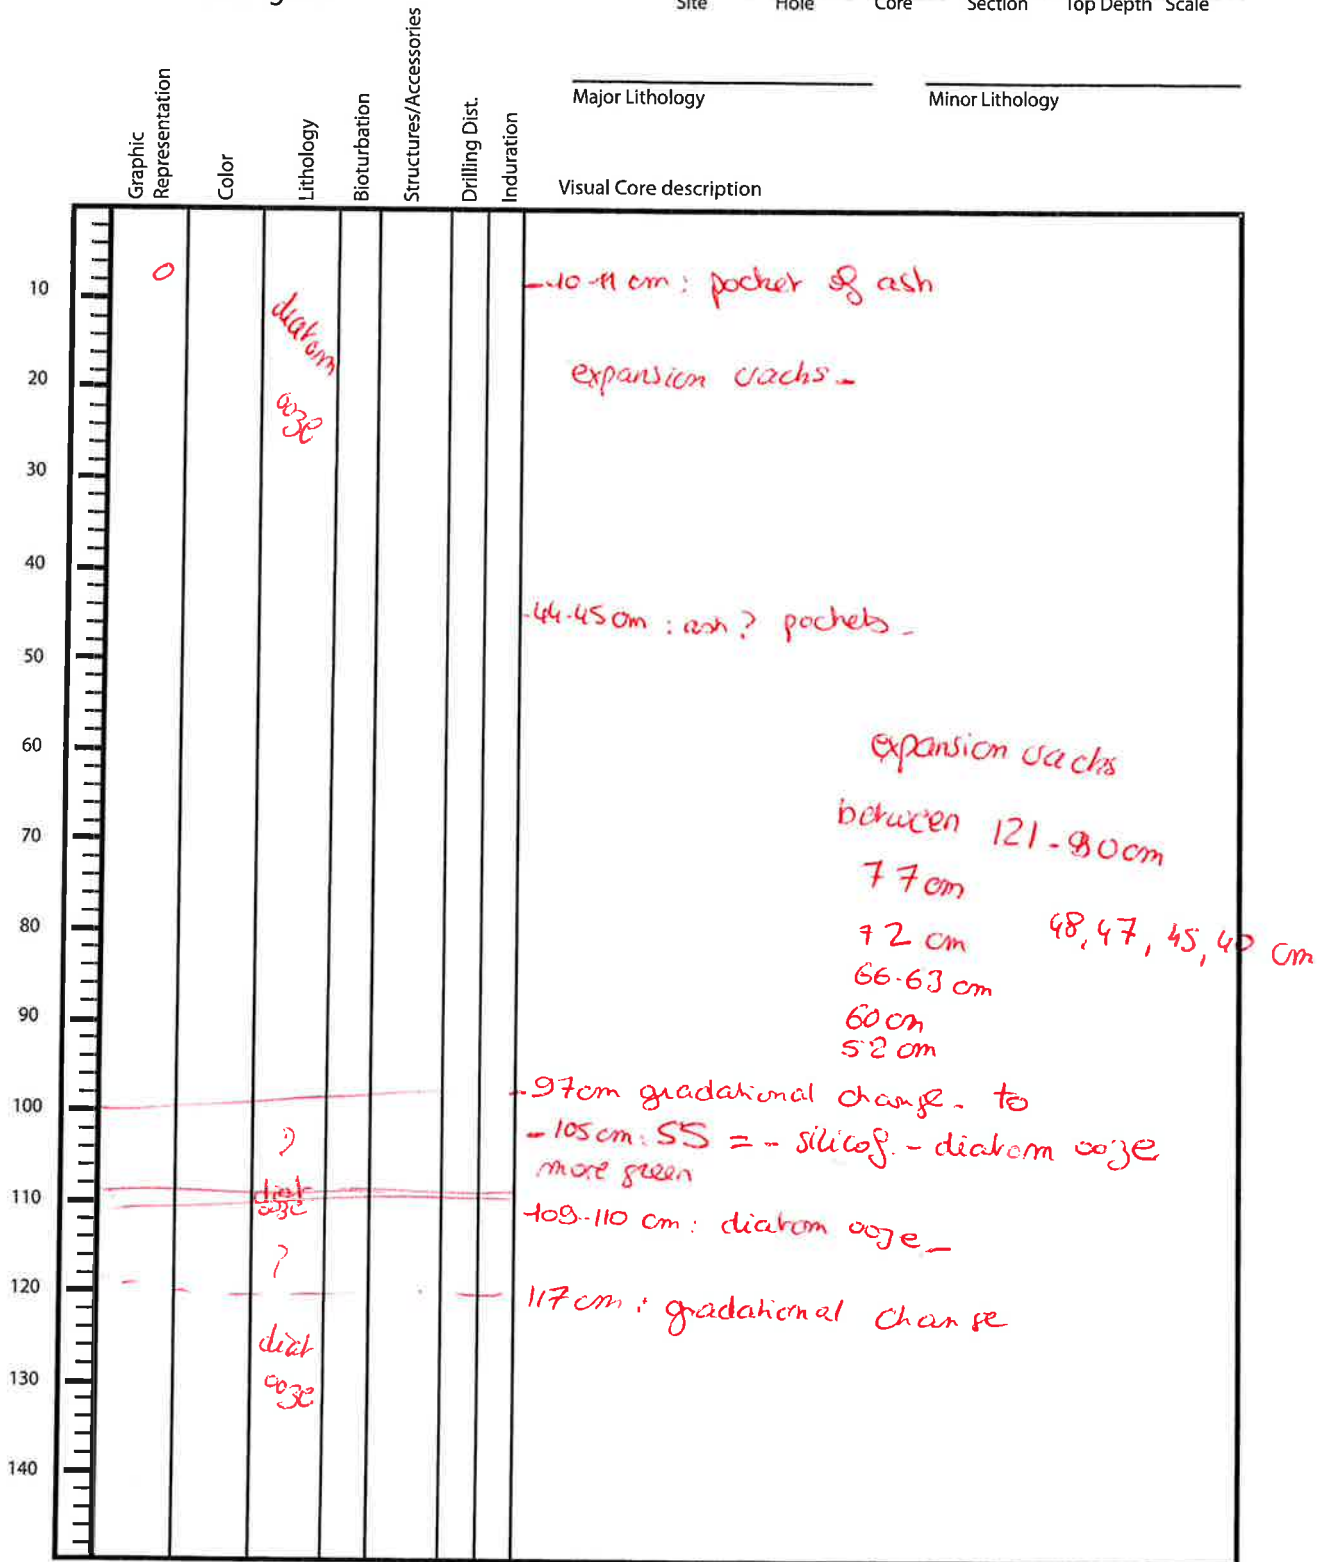 Site Hole Core Section Top Depth Scale
Major Lithology Minor Lithology
Graphic Representation
Color
Lithology
Bioturbation
Structures/Accessories
Drilling Dist.
Induration
Visual Core description
10
20
30
40
50
60
70
80
90
100
110
120
130
140
diatom
ooze
?
diat
ooze
?
diat
ooze
- 10-11 cm : pocket of ash
expansion cracks -
- 44-45 cm : ash ? pockets -
expansion cracks
between 121 - 80 cm
77 cm
72 cm 48, 47, 45, 40 cm
66-63 cm
60 cm
52 cm
- 97cm gradational change - to
- 105 cm : SS = - silicof. - diatom ooze
more green
- 109-110 cm : diatom ooze -
117 cm : gradational change